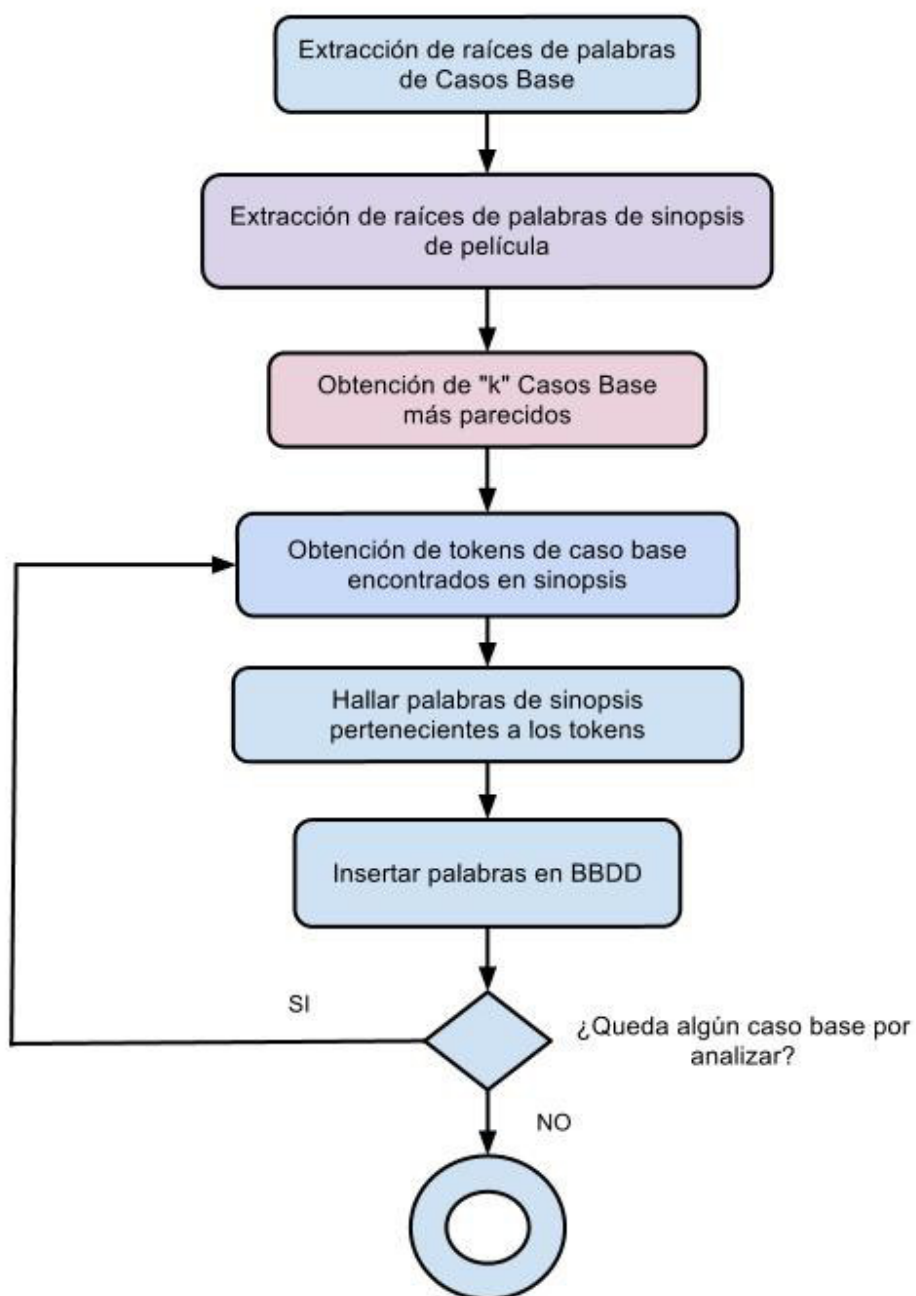 Extracción de raíces de palabras
de Casos Base
Extracción de raíces de palabras de sinopsis
de película
Obtención de "k" Casos Base
más parecidos
Obtención de tokens de caso base
encontrados en sinopsis
Hallar palabras de sinopsis
pertenecientes a los tokens
Insertar palabras en BBDD
SI
¿Queda algún caso base por
analizar?
NO